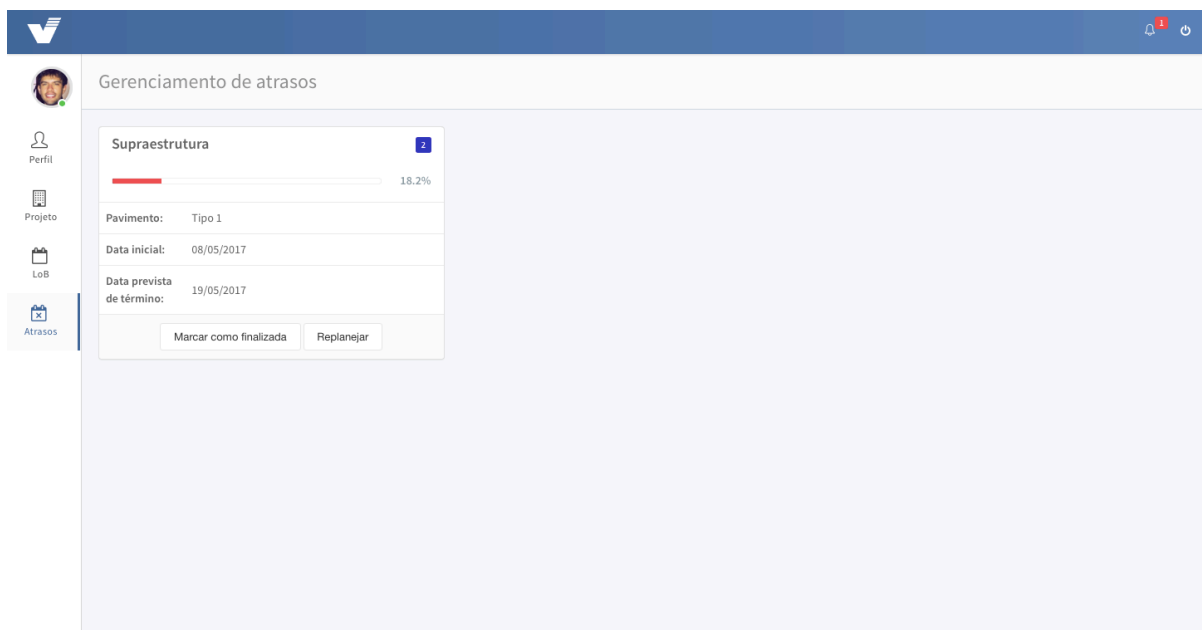 1
Gerenciamento de atrasos
Perfil
Projeto
LoB
Atrasos
Supraestrutura 2
18.2%
Pavimento: Tipo 1
Data inicial: 08/05/2017
Data prevista
de término: 19/05/2017
Marcar como finalizada Replanejar